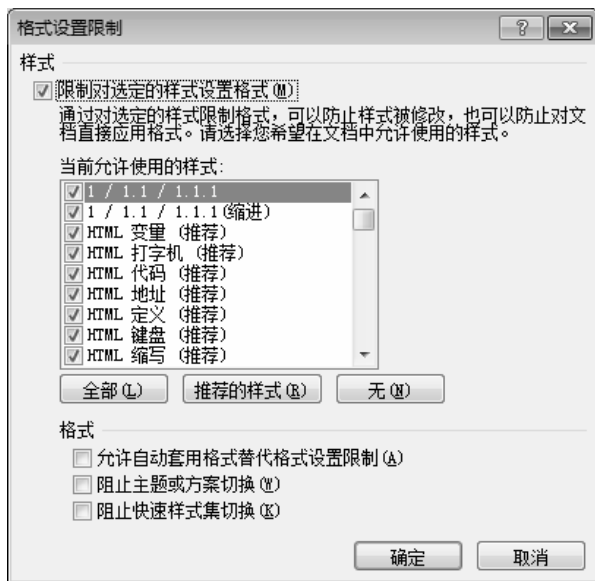 格式设置限制
样式
限制对选定的样式设置格式(M)
通过对选定的样式限制格式，可以防止样式被修改，也可以防止对文
档直接应用格式。请选择您希望在文档中允许使用的样式。
当前允许使用的样式:
1 / 1.1 / 1.1.1
1 / 1.1 / 1.1.1(缩进)
HTML 变量 (推荐)
HTML 打字机 (推荐)
HTML 代码 (推荐)
HTML 地址 (推荐)
HTML 定义 (推荐)
HTML 键盘 (推荐)
HTML 缩写 (推荐)
全部(L) 推荐的样式(R) 无(N)
格式
允许自动套用格式替代格式设置限制(A)
阻止主题或方案切换(W)
阻止快速样式集切换(K)
确定 取消